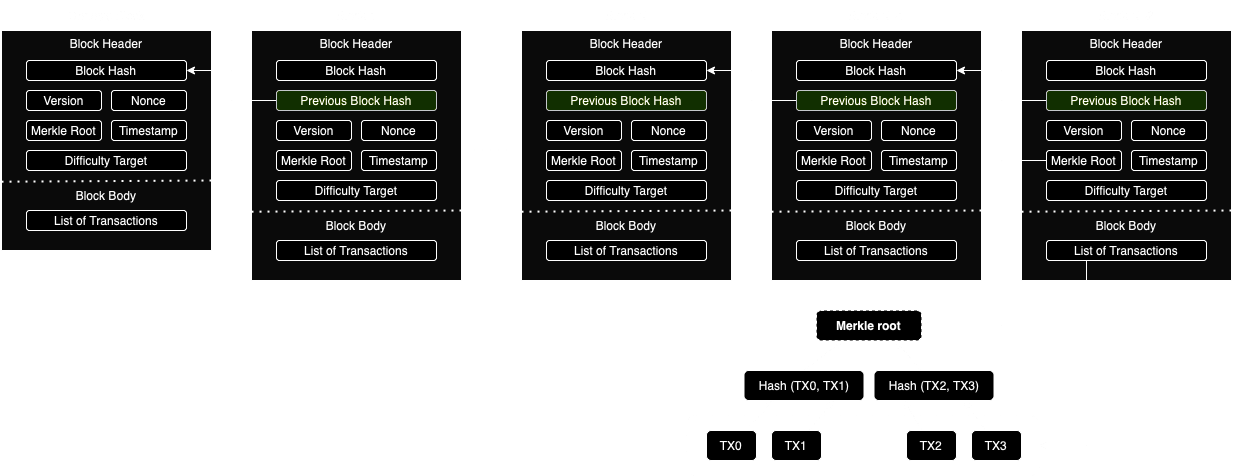 Block Header
Block Hash
Version
Nonce
Merkle Root
Timestamp
Difficulty Target
Block Body
List of Transactions
Block Header
Block Hash
Previous Block Hash
Version
Nonce
Merkle Root
Timestamp
Difficulty Target
Block Body
List of Transactions
Block Header
Block Hash
Previous Block Hash
Version
Nonce
Merkle Root
Timestamp
Difficulty Target
Block Body
List of Transactions
Block Header
Block Hash
Previous Block Hash
Version
Nonce
Merkle Root
Timestamp
Difficulty Target
Block Body
List of Transactions
Block Header
Block Hash
Previous Block Hash
Version
Nonce
Merkle Root
Timestamp
Difficulty Target
Block Body
List of Transactions
Merkle root
Hash (TX0, TX1)
Hash (TX2, TX3)
TX0
TX1
TX2
TX3